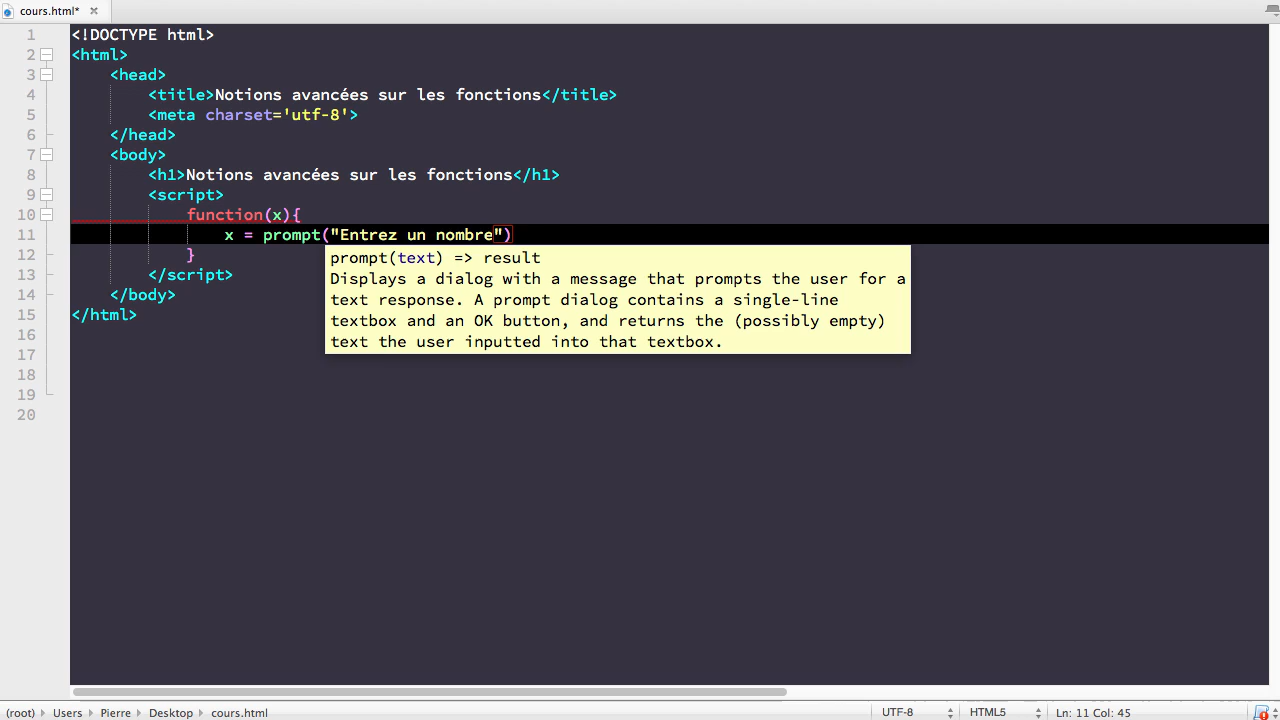 cours.html*
1 <!DOCTYPE html>
2 <html>
3 <head>
4 <title>Notions avancées sur les fonctions</title>
5 <meta charset='utf-8'>
6 </head>
7 <body>
8 <h1>Notions avancées sur les fonctions</h1>
9 <script>
10 function(x){
11 x = prompt("Entrez un nombre")
12 }
13 </script>
14 </body>
15 </html>
16
17
18
19
20
prompt(text) => result
Displays a dialog with a message that prompts the user for a
text response. A prompt dialog contains a single-line
textbox and an OK button, and returns the (possibly empty)
text the user inputted into that textbox.
(root) Users Pierre Desktop cours.html UTF-8 HTML5 Ln: 11 Col: 45